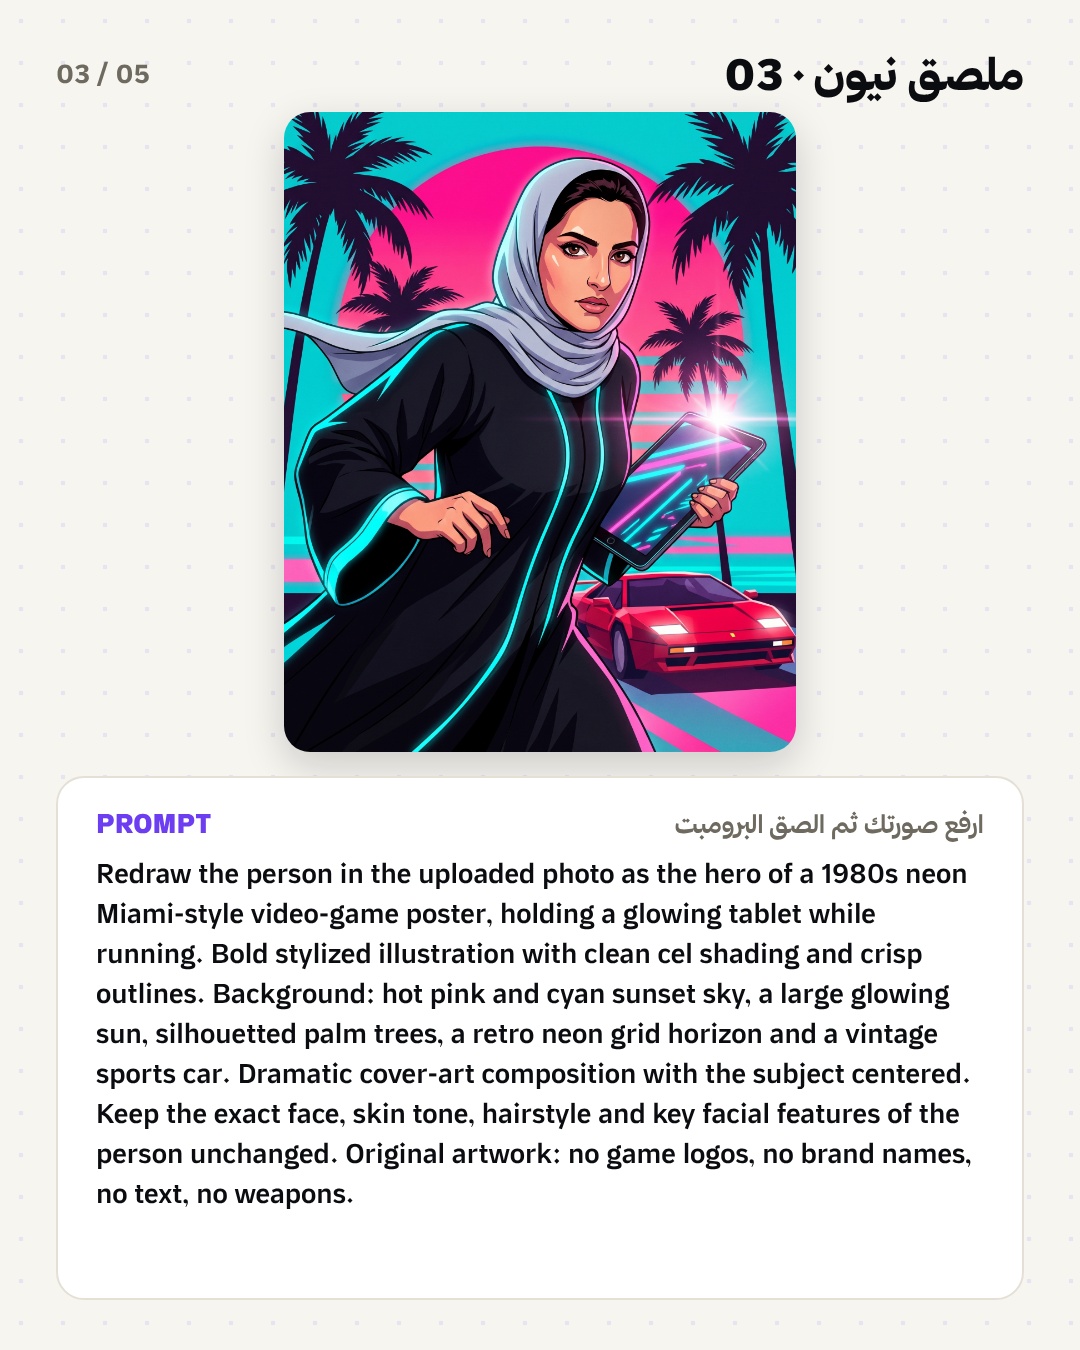 ملصق نيون · 03
03 / 05
PROMPT
ارفع صورتك ثم الصق البرومبت
Redraw the person in the uploaded photo as the hero of a 1980s neon
Miami-style video-game poster, holding a glowing tablet while
running. Bold stylized illustration with clean cel shading and crisp
outlines. Background: hot pink and cyan sunset sky, a large glowing
sun, silhouetted palm trees, a retro neon grid horizon and a vintage
sports car. Dramatic cover-art composition with the subject centered.
Keep the exact face, skin tone, hairstyle and key facial features of the
person unchanged. Original artwork: no game logos, no brand names,
no text, no weapons.